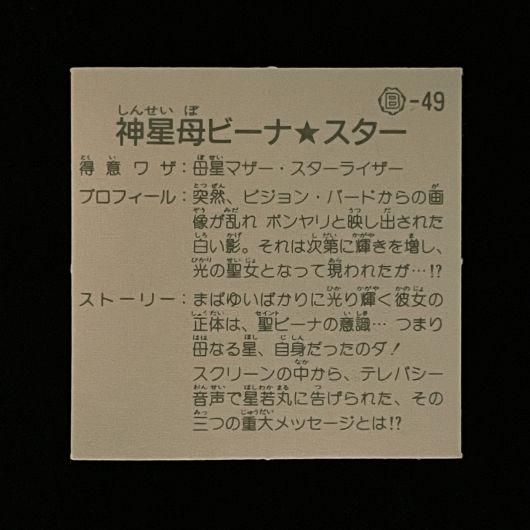 Ⓑ-49
神星母ビーナ★スター
得意ワザ:母星マザー・スターライザー
プロフィール:突然、ビジョン・バードからの画
像が乱れ ボンヤリと映し出された
白い影。それは次第に輝きを増し、
光の聖女となって現われたが…!?
ストーリー:まばゆいばかりに光り輝く彼女の
正体は、聖ビーナの意識… つまり
母なる星、自身だったのダ!
スクリーンの中から、テレパシー
音声で星若丸に告げられた、その
三つの重大メッセージとは!?